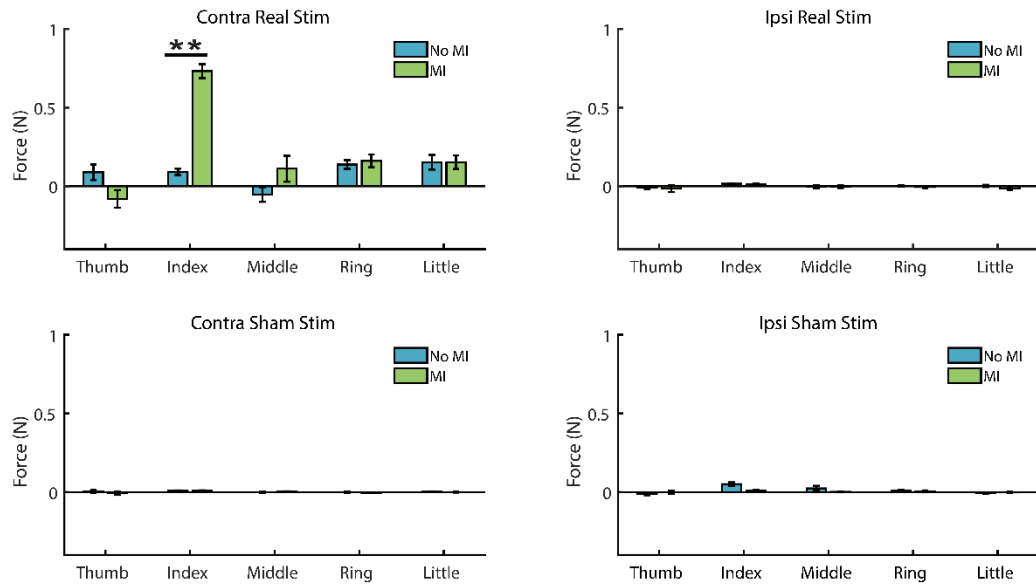 Contra Real Stim
1
0.5
0
Force (N)
**
No MI
MI
Thumb Index Middle Ring Little
Ipsi Real Stim
1
0.5
0
Force (N)
No MI
MI
Thumb Index Middle Ring Little
Contra Sham Stim
1
0.5
0
Force (N)
No MI
MI
Thumb Index Middle Ring Little
Ipsi Sham Stim
1
0.5
0
Force (N)
No MI
MI
Thumb Index Middle Ring Little